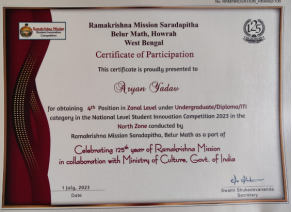 Ramakrishna Mission Saradapitha
Belur Math, Howrah
West Bengal
Certificate of Participation
This certificate is proudly presented to
Aryan Yadav
for obtaining 4th Position in Zonal Level under Undergraduate/Diploma/ITI
category in the National Level Student Innovation Competition 2023 in the
North Zone conducted by
Ramakrishna Mission Saradapitha, Belur Math as a part of
Celebrating 125th year of Ramakrishna Mission
in collaboration with Ministry of Culture, Govt. of India
1 July, 2023
Date
125